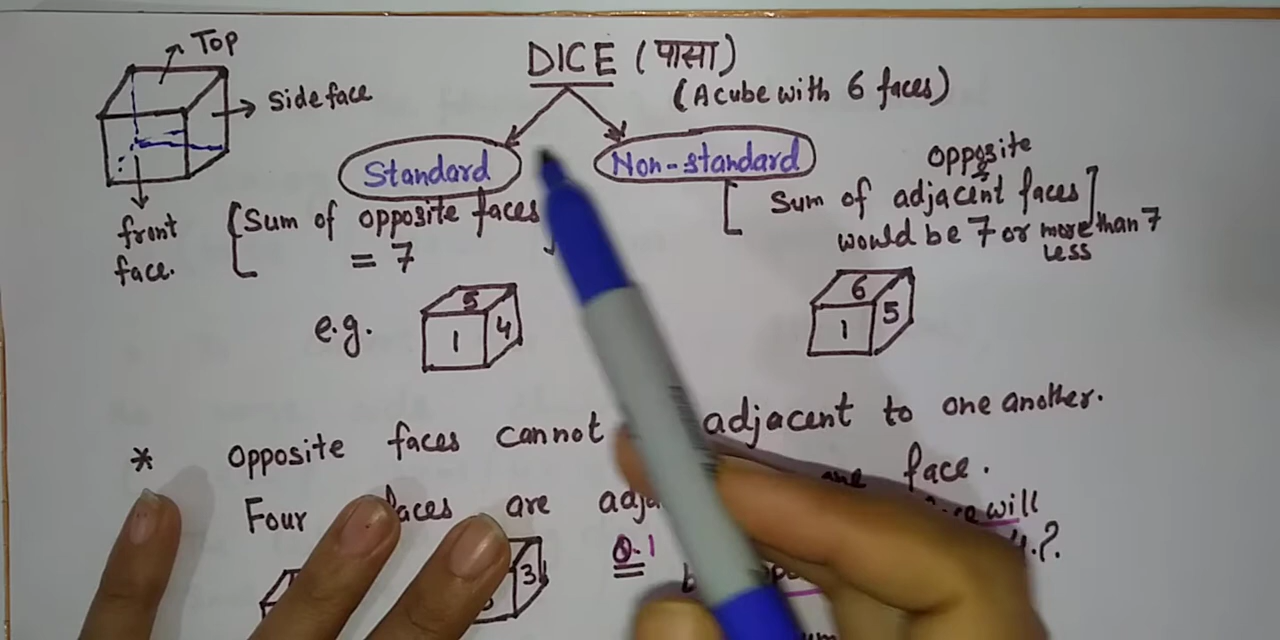 Top
DICE (पासा)
(A cube with 6 faces)
side face
front
face.
Standard
Non-standard
[Sum of opposite faces
= 7
opposite
[Sum of adjacent faces]
would be 7 or more than 7
Less
e.g.
5
1
4
6
1
5
* Opposite faces cannot adjacent to one another.
Four faces are face.
will
3
Q.1
4.?